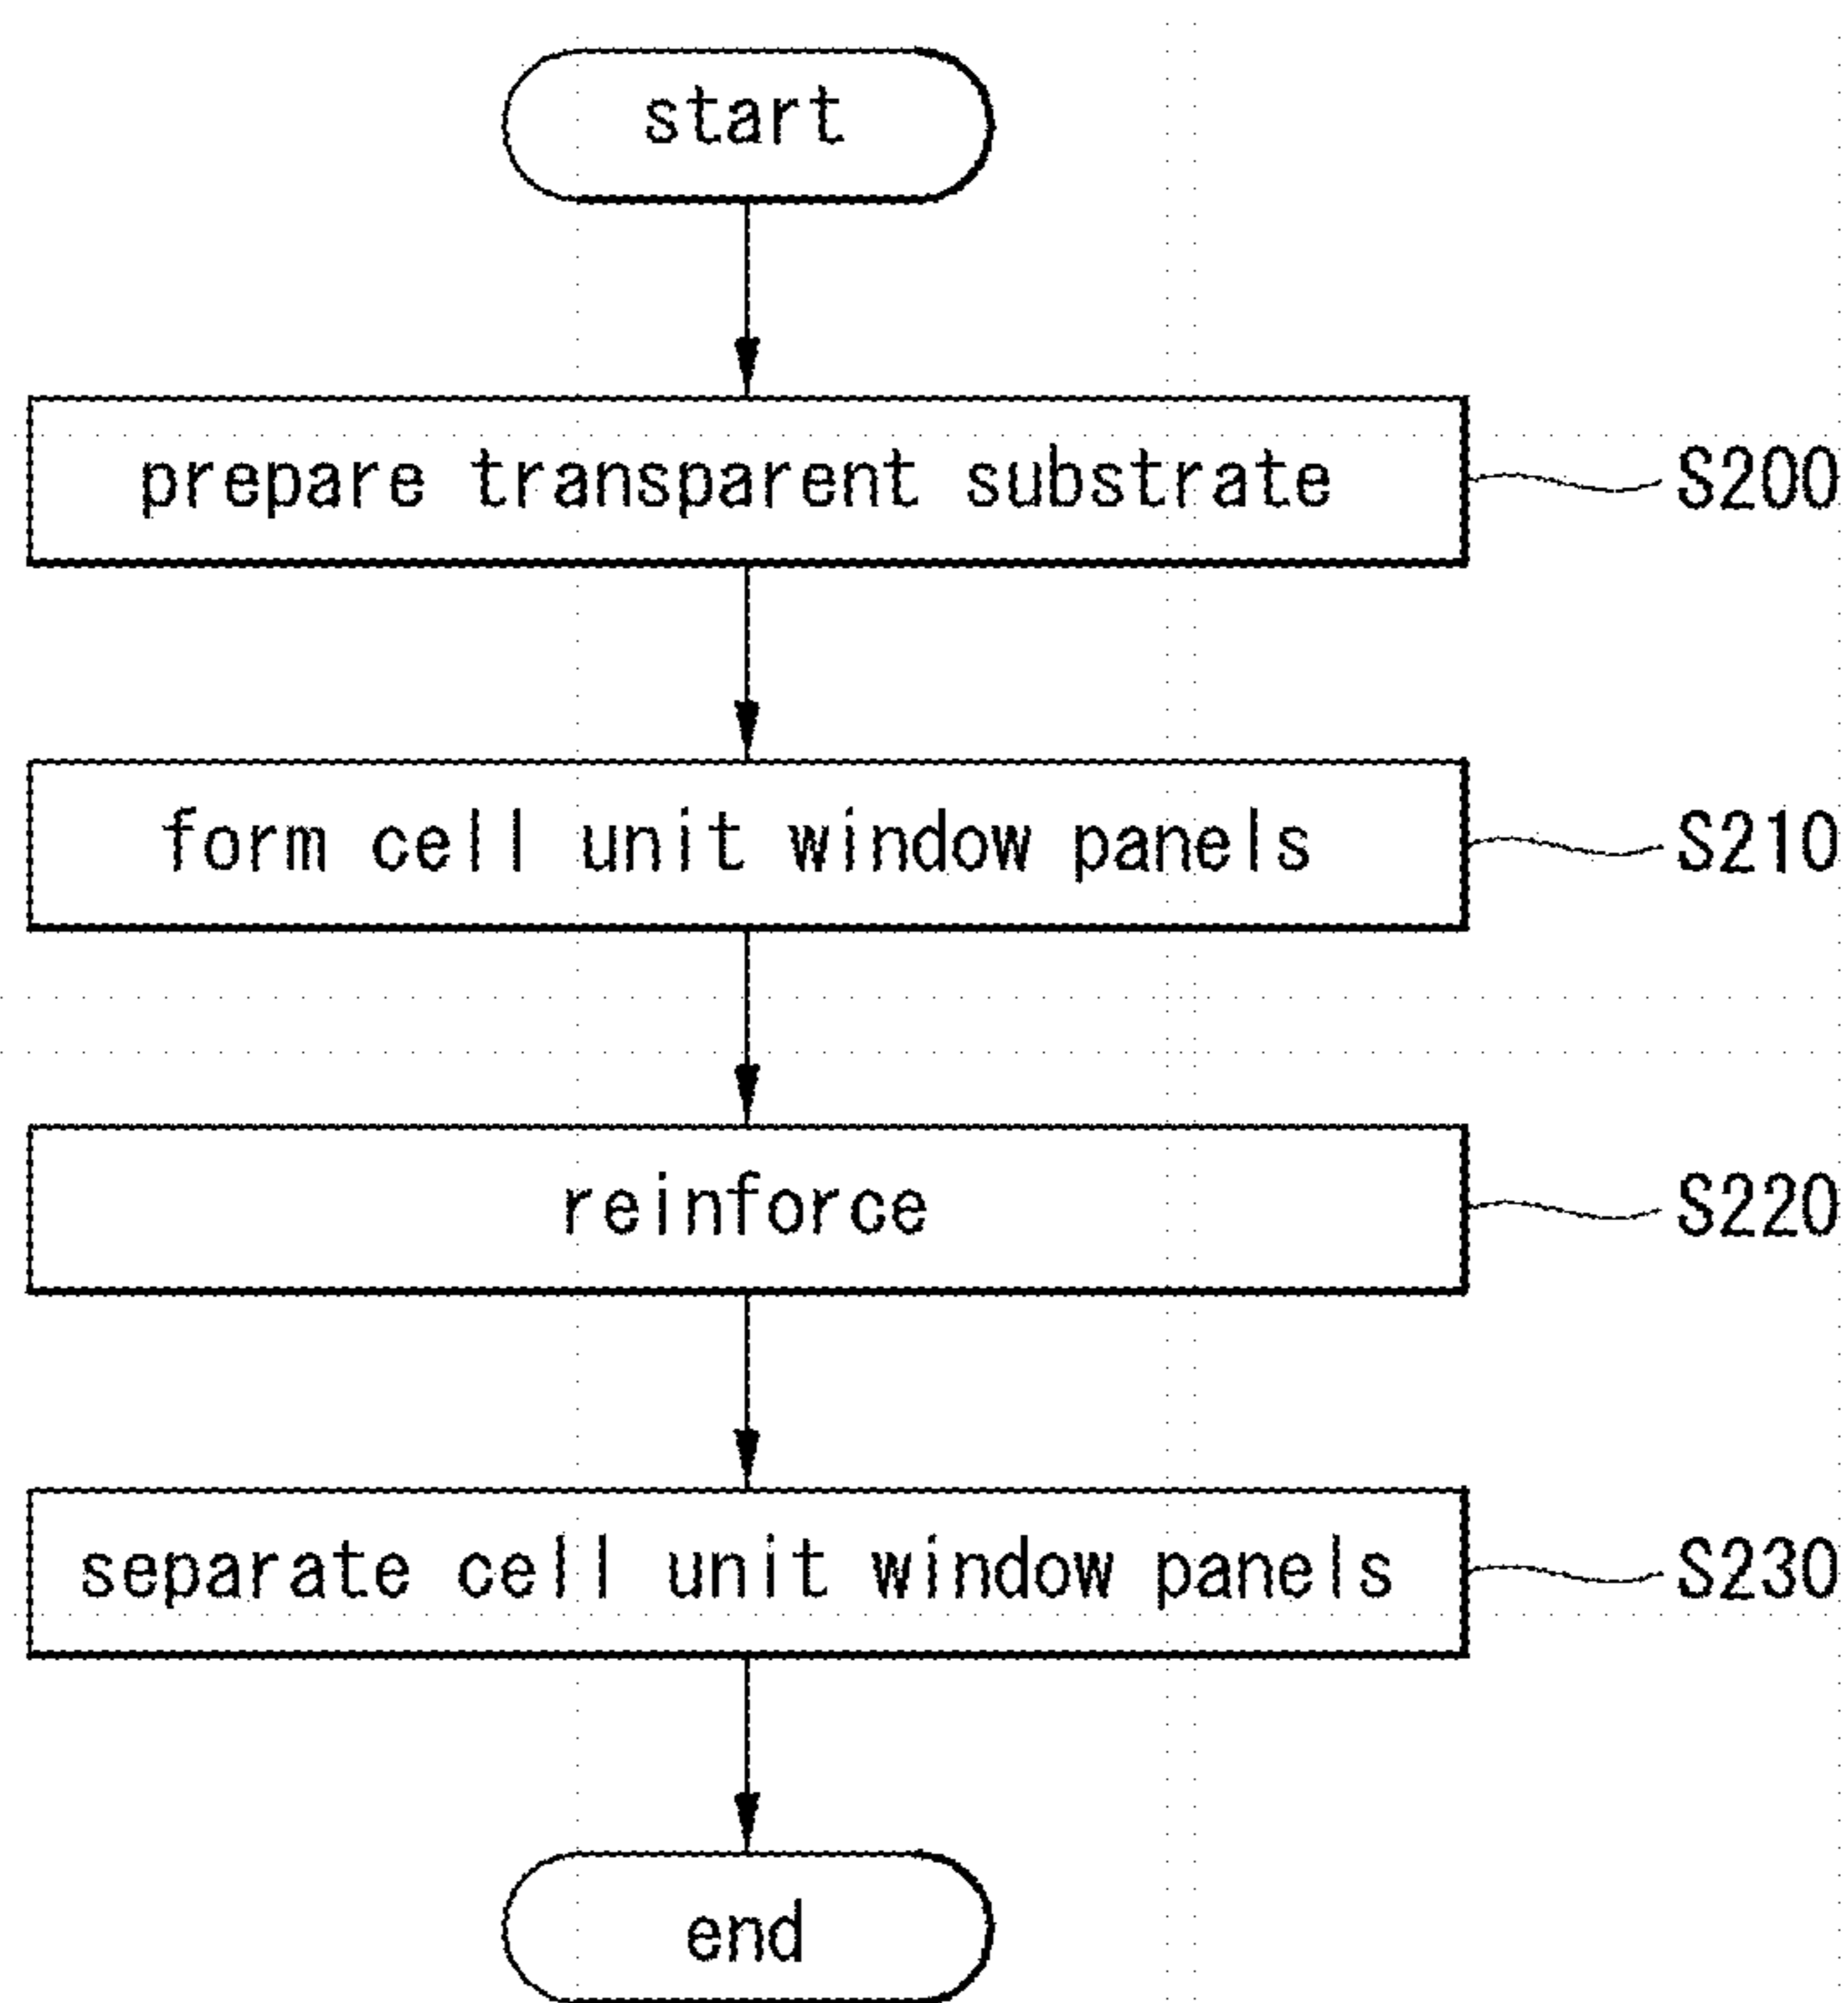 start
prepare transparent substrate
S200
form cell unit window panels
S210
reinforce
S220
separate cell unit window panels
S230
end